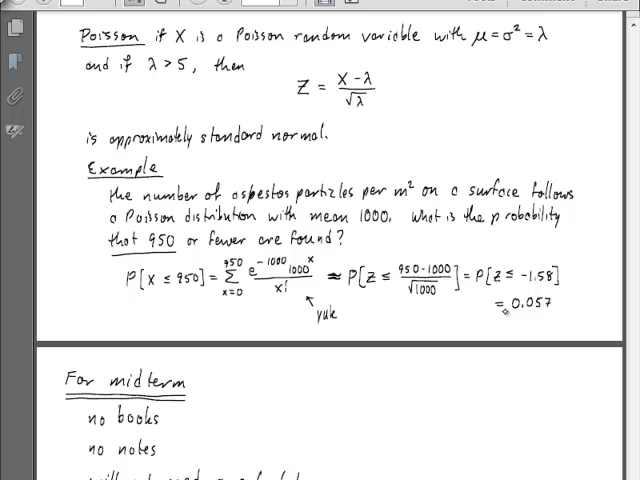 Poisson if X is a Poisson random variable with μ = σ² = λ
and if λ > 5, then
Z = (X - λ) / √λ
is approximately standard normal.
Example
the number of asbestos particles per m² on a surface follows
a Poisson distribution with mean 1000. What is the probability
that 950 or fewer are found?
P[X ≤ 950] = ∑_{x=0}^{950} e^{-1000} 1000^x / x! ≈ P[Z ≤ (950-1000) / √1000] = P[Z ≤ -1.58]
yuk
= 0.057
For midterm
no books
no notes